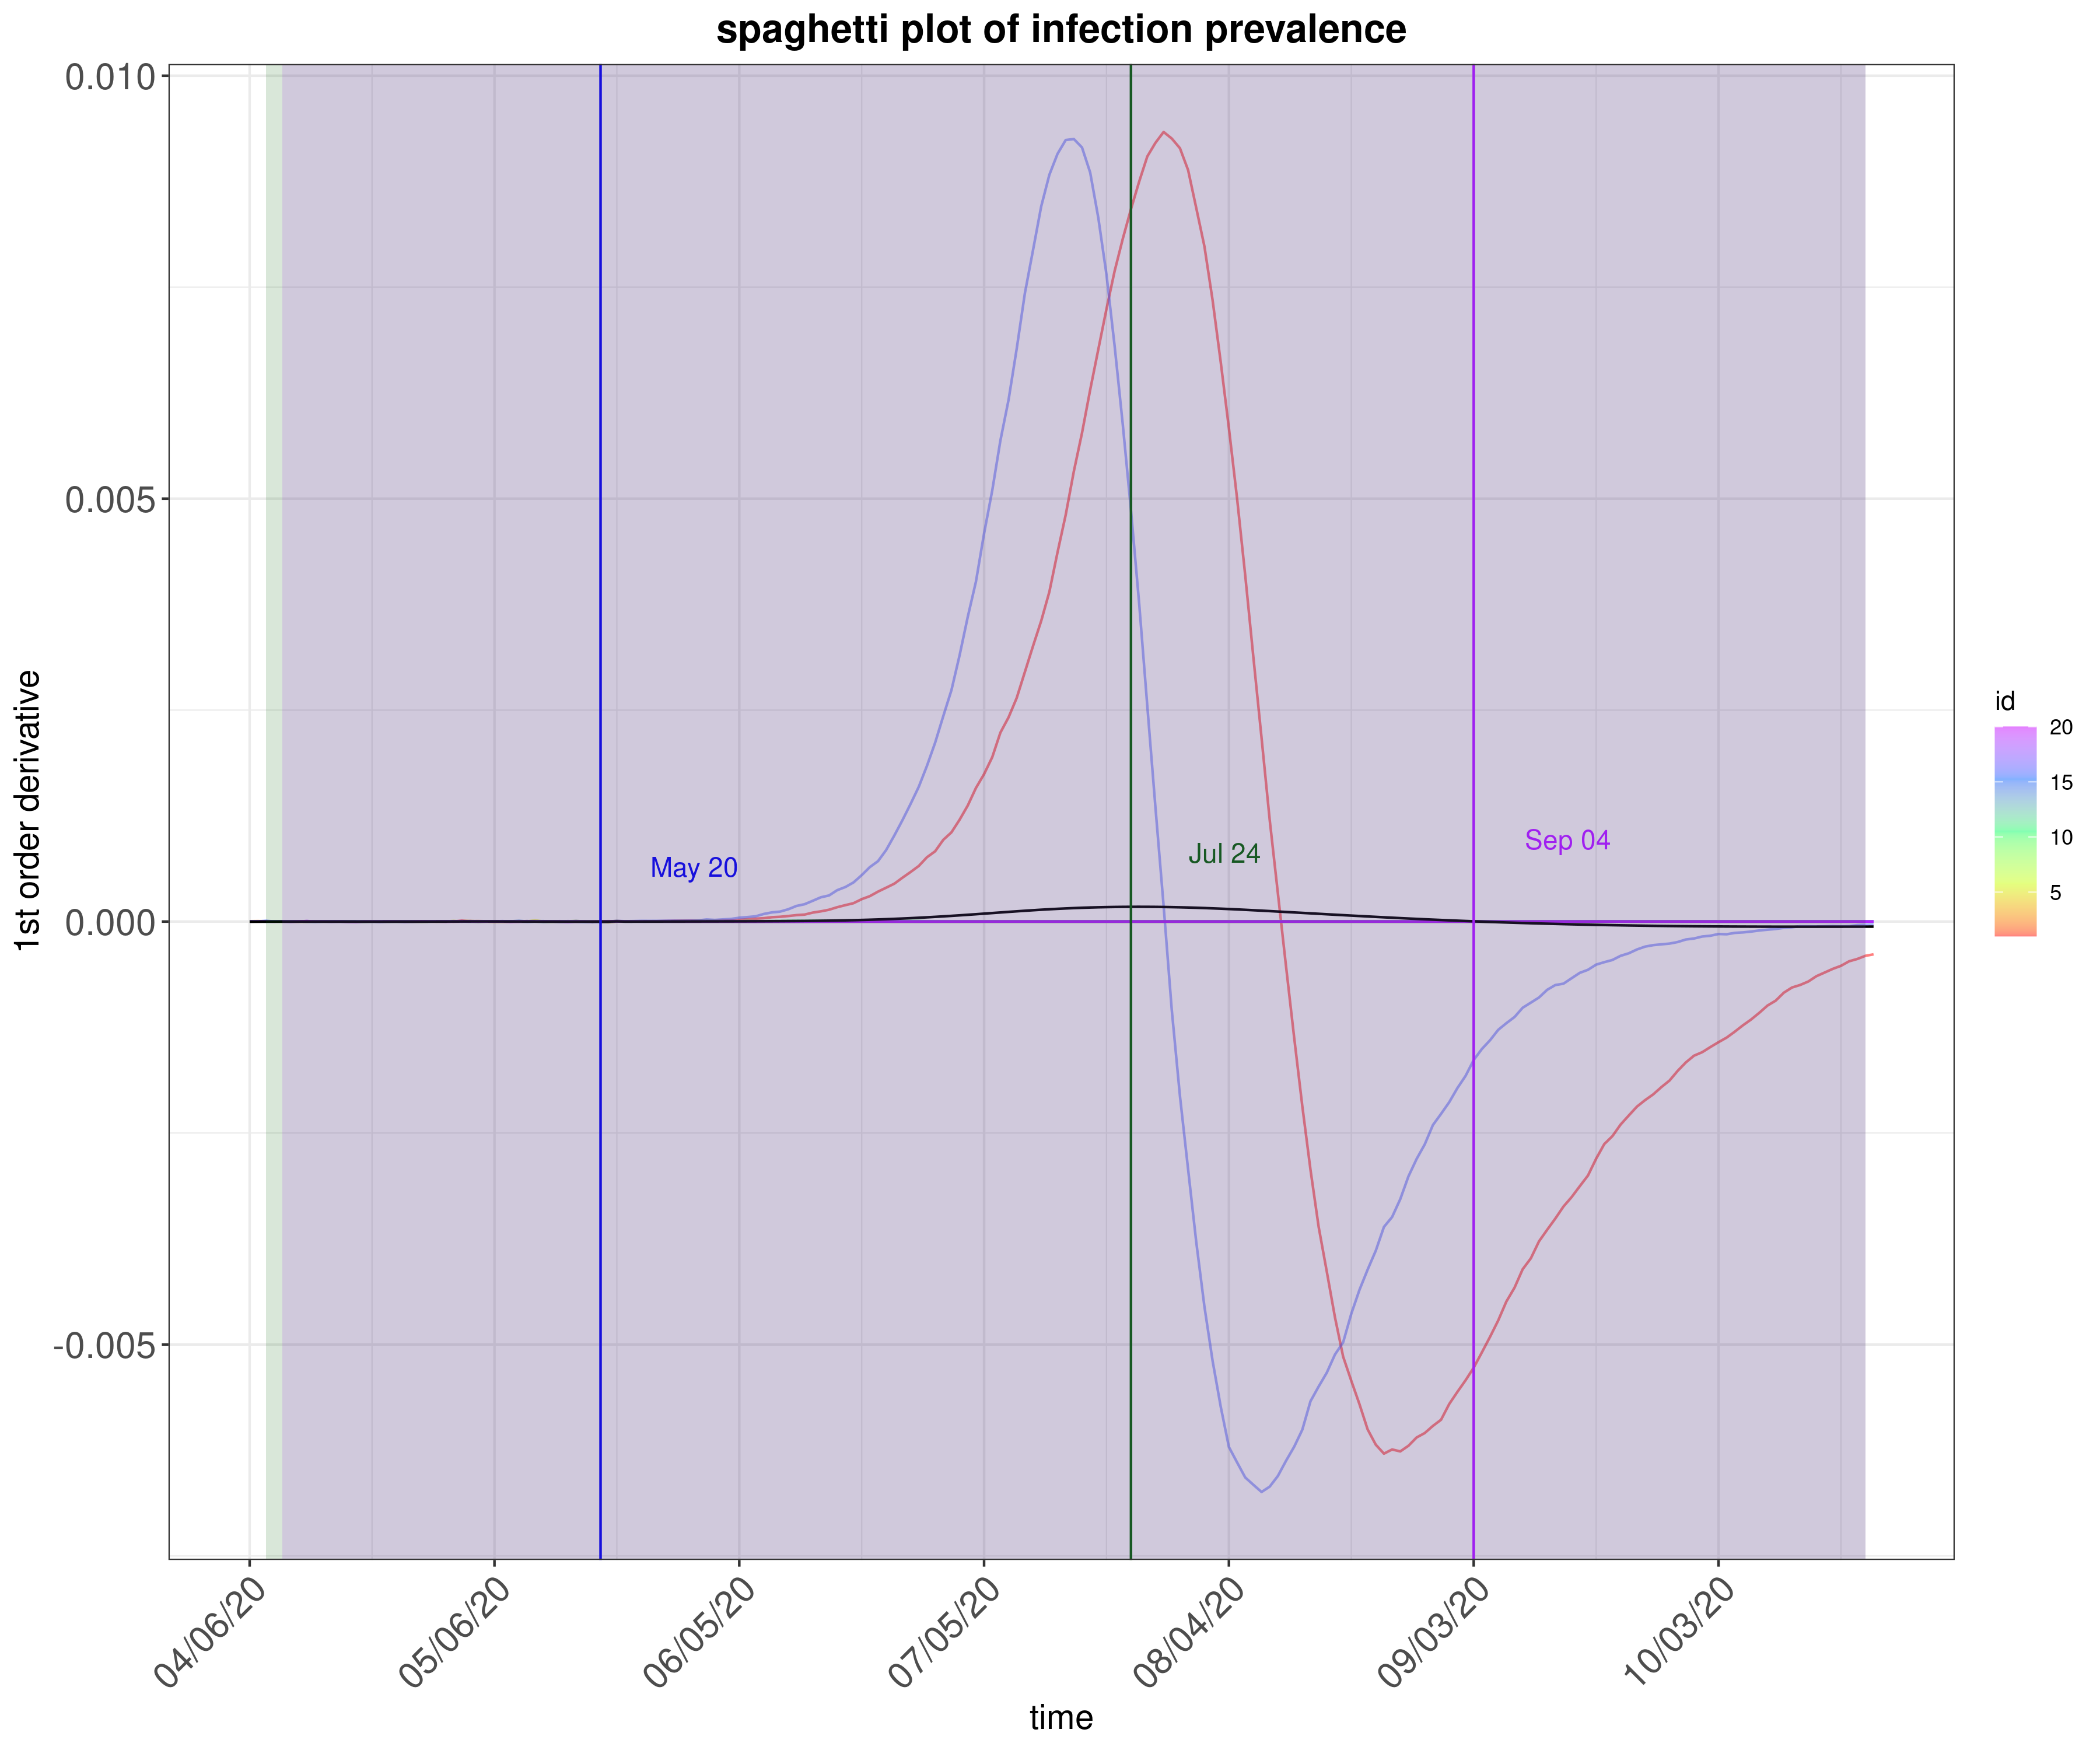 spaghetti plot of infection prevalence
0.010
0.005
0.000
-0.005
1st order derivative
May 20
Jul 24
Sep 04
04/06/20
05/06/20
06/05/20
07/05/20
08/04/20
09/03/20
10/03/20
time
id
20
15
10
5